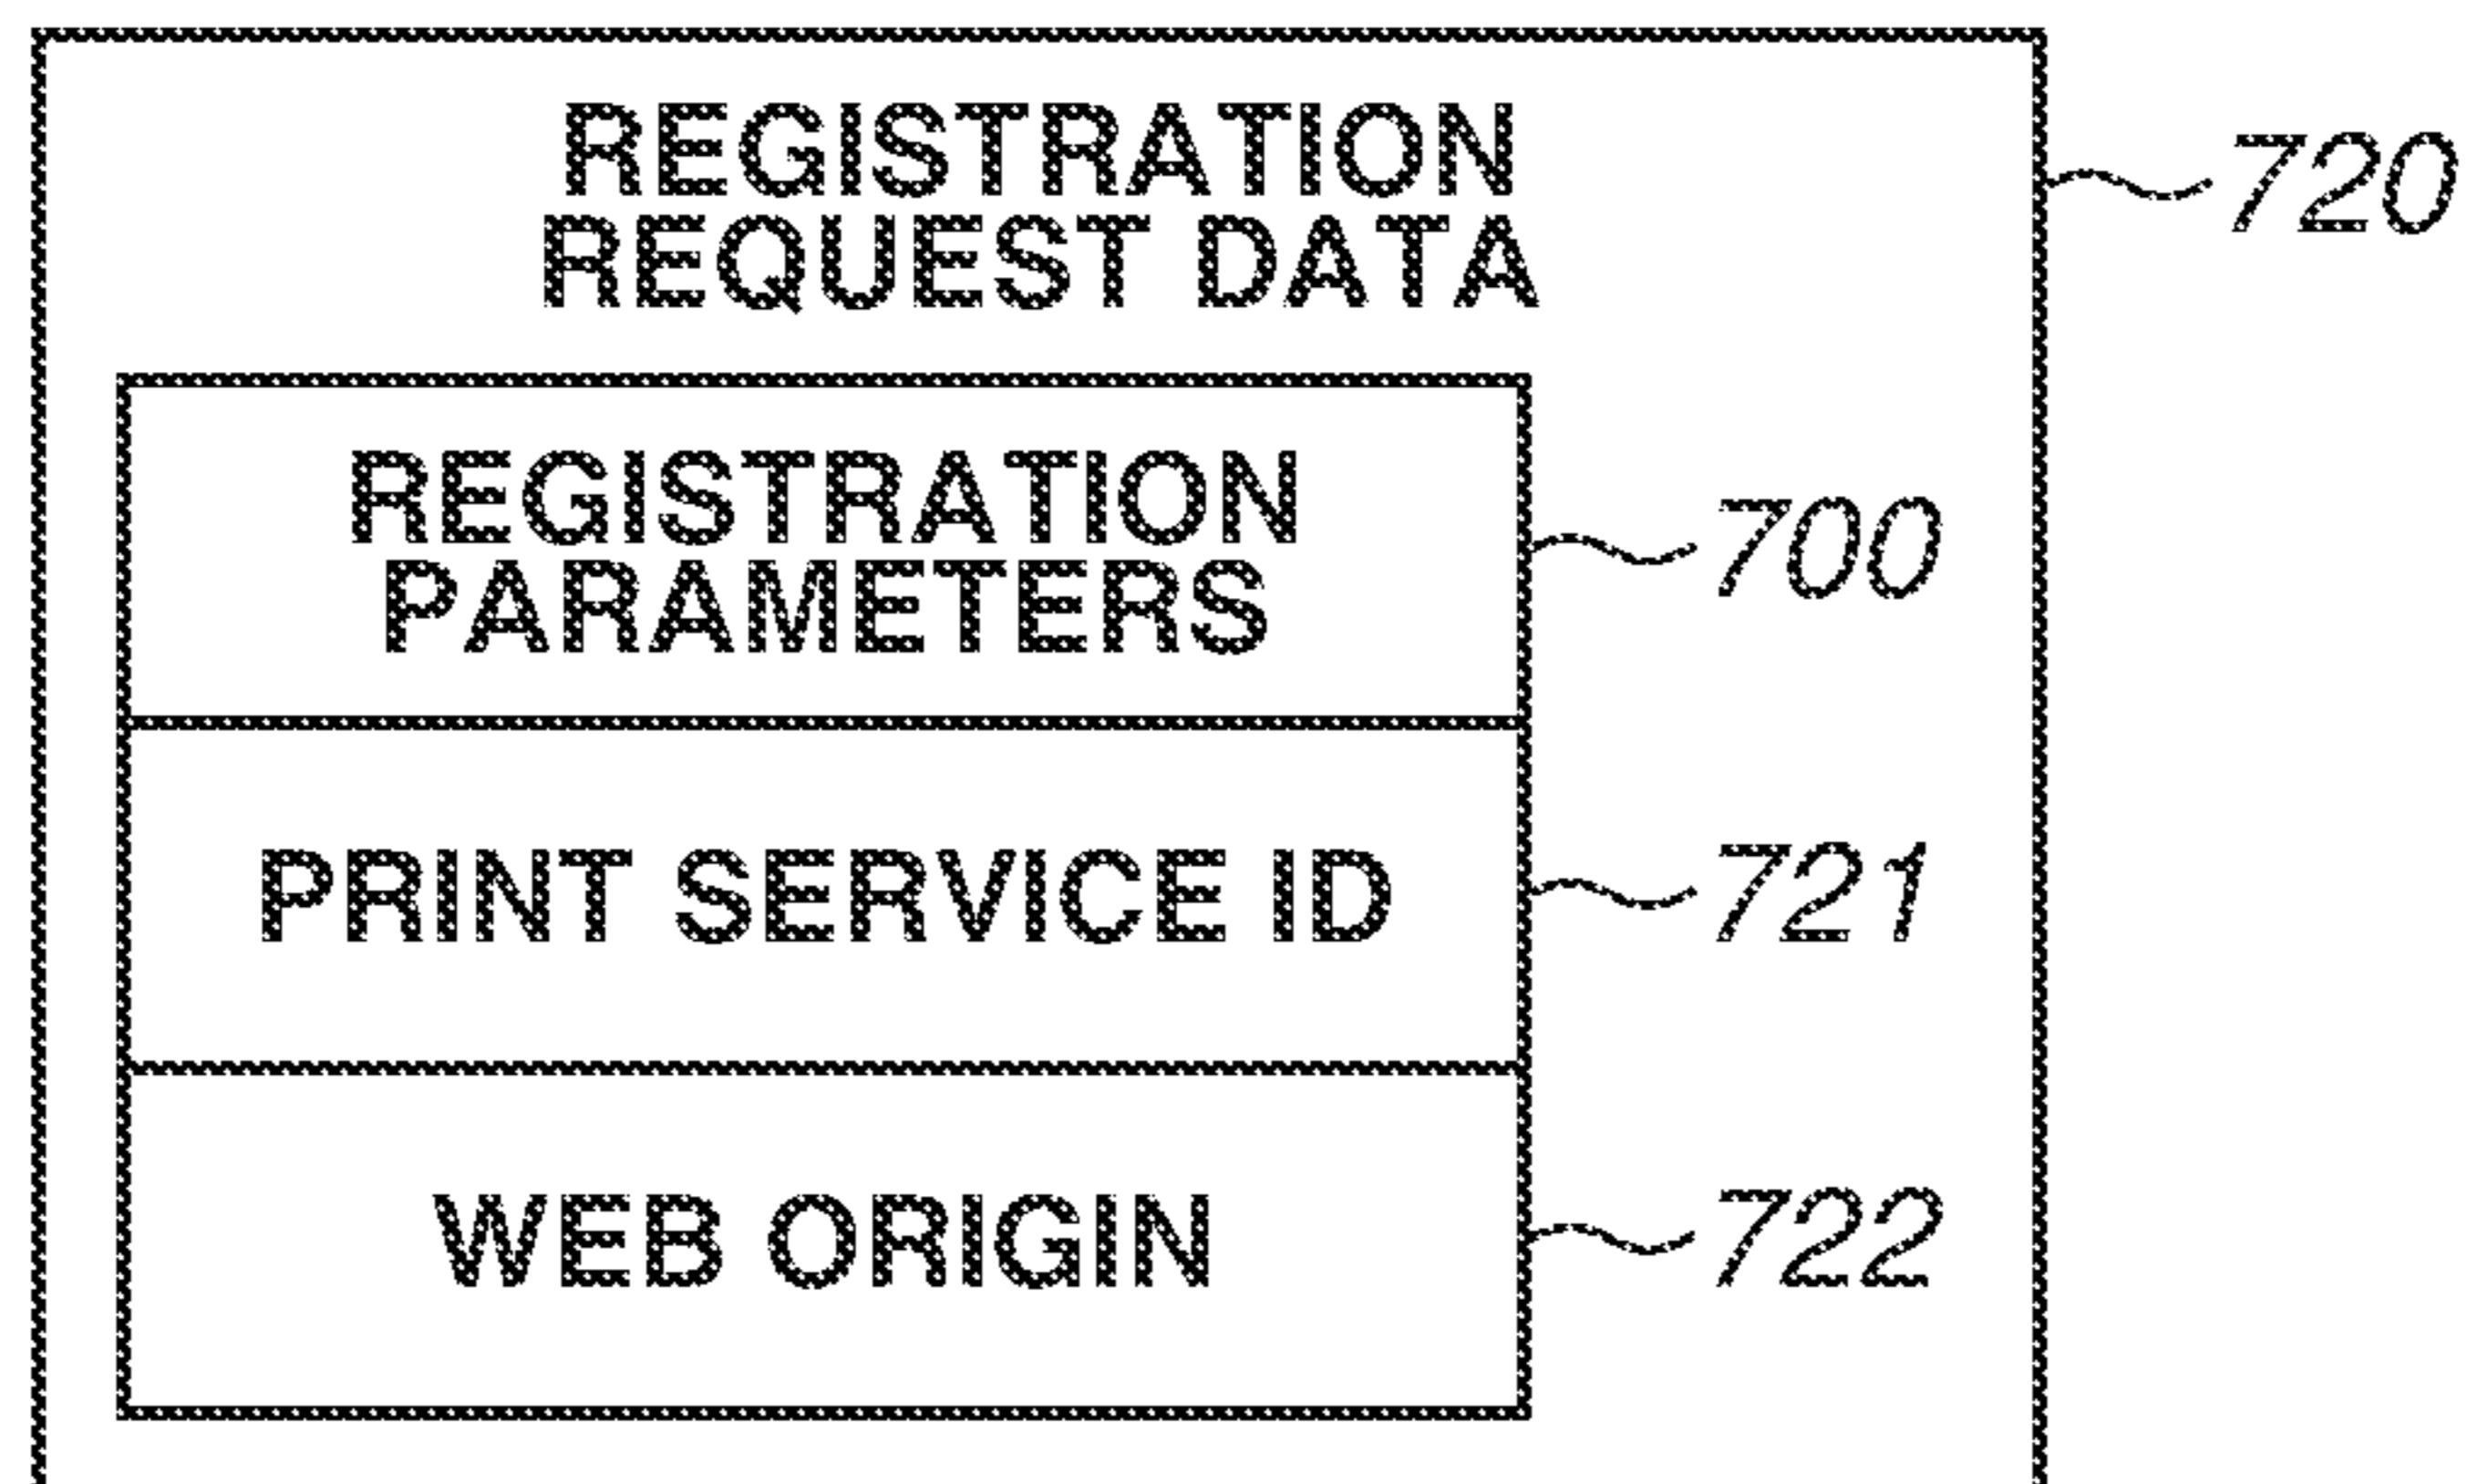 REGISTRATION
REQUEST DATA
720
REGISTRATION
PARAMETERS
700
PRINT SERVICE ID
721
WEB ORIGIN
722